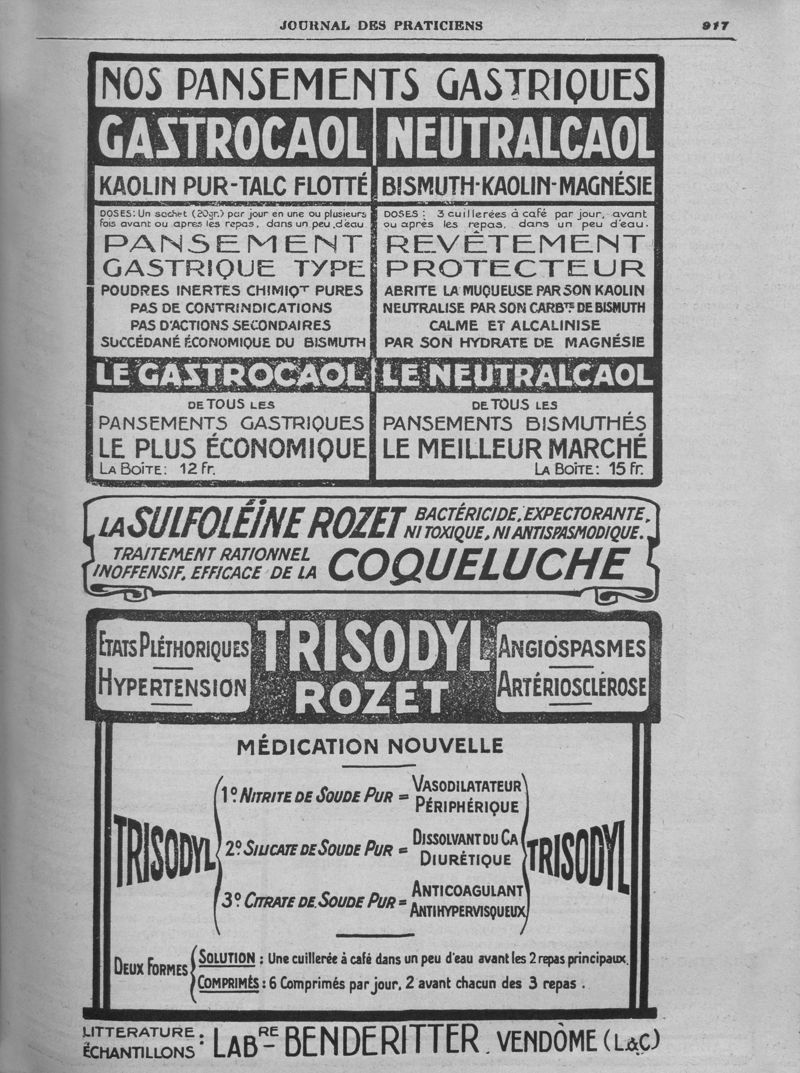 JOURNAL DES PRATICIENS 917
NOS PANSEMENTS GASTRIQUES
GASTROCAOL
KAOLIN PUR-TALC FLOTTÉ
DOSES: Un sachet (20gr.) par jour en une ou plusieurs
fois avant ou apres les repas, dans un peu d'eau
PANSEMENT
GASTRIQUE TYPE
POUDRES INERTES CHIMIQT PURES
PAS DE CONTRINDICATIONS
PAS D'ACTIONS SECONDAIRES
SUCCÉDANÉ ÉCONOMIQUE DU BISMUTH
LE GASTROCAOL
DE TOUS LES
PANSEMENTS GASTRIQUES
LE PLUS ÉCONOMIQUE
LA BOÎTE: 12 Fr.
NEUTRALCAOL
BISMUTH-KAOLIN-MAGNÉSIE
DOSES: 3 cuillerées à café par jour, avant
ou après les repas, dans un peu d'eau.
REVÊTEMENT
PROTECTEUR
ABRITE LA MUQUEUSE PAR SON KAOLIN
NEUTRALISE PAR SON CARBTE DE BISMUTH
CALME ET ALCALINISE
PAR SON HYDRATE DE MAGNÉSIE
LE NEUTRALCAOL
DE TOUS LES
PANSEMENTS BISMUTHÉS
LE MEILLEUR MARCHÉ
LA BOÎTE: 15 fr.
LA SULFOLÉINE ROZET BACTÉRICIDE, EXPECTORANTE,
NI TOXIQUE, NI ANTISPASMODIQUE.
TRAITEMENT RATIONNEL
INOFFENSIF, EFFICACE DE LA COQUELUCHE
ETATS PLÉTHORIQUES
HYPERTENSION
TRISODYL
ROZET
ANGIOSPASMES
ARTÉRIOSCLÉROSE
MÉDICATION NOUVELLE
TRISODYL
1º. NITRITE DE SOUDE PUR = VASODILATATEUR
PÉRIPHÉRIQUE
2º. SILICATE DE SOUDE PUR = DISSOLVANT DU CA
DIURÉTIQUE
3º. CITRATE DE SOUDE PUR = ANTICOAGULANT
ANTIHYPERVISQUEUX
TRISODYL
DEUX FORMES
SOLUTION : Une cuillerée à café dans un peu d'eau avant les 2 repas principaux.
COMPRIMÉS: 6 Comprimés par jour, 2 avant chacun des 3 repas.
LITTERATURE:
ÉCHANTILLONS: LABRE BENDERITTER. VENDÔME (L&C)